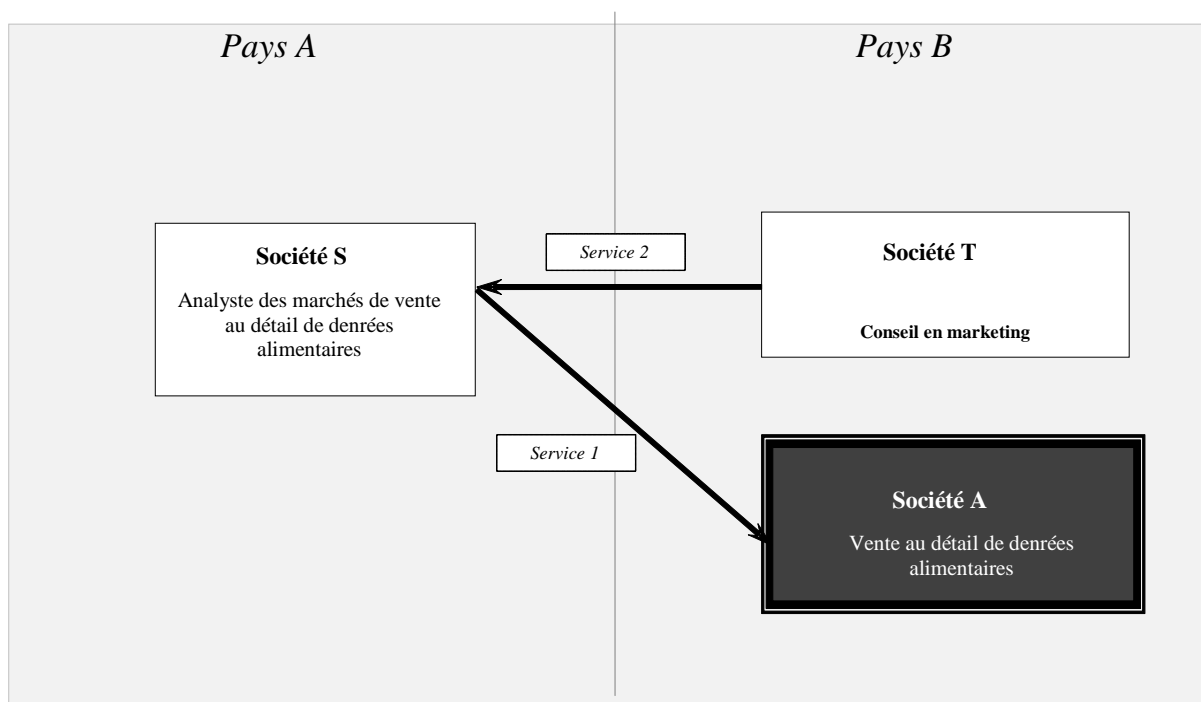 Pays A
Pays B
Société S
Analyste des marchés de vente
au détail de denrées
alimentaires
Service 2
Société T
Conseil en marketing
Service 1
Société A
Vente au détail de denrées
alimentaires